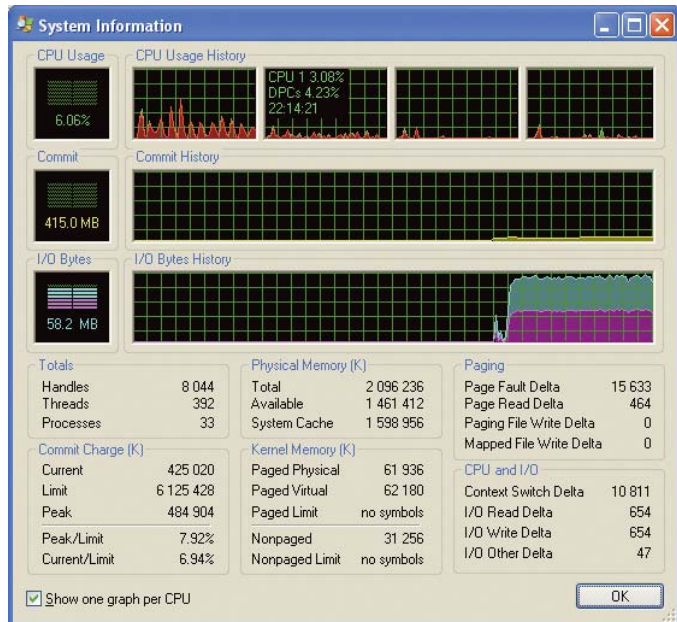 System Information
CPU Usage
CPU Usage History
6.06%
CPU 1 3.08%
DPCs 4.23%
22:14:21
Commit
Commit History
415.0 MB
I/O Bytes
I/O Bytes History
58.2 MB
Totals
Handles 8 044
Threads 392
Processes 33
Physical Memory (K)
Total 2 096 236
Available 1 461 412
System Cache 1 598 956
Paging
Page Fault Delta 15 633
Page Read Delta 464
Paging File Write Delta 0
Mapped File Write Delta 0
Commit Charge (K)
Current 425 020
Limit 6 125 428
Peak 484 904
Peak/Limit 7.92%
Current/Limit 6.94%
Kernel Memory (K)
Paged Physical 61 936
Paged Virtual 62 180
Paged Limit no symbols
Nonpaged 31 256
Nonpaged Limit no symbols
CPU and I/O
Context Switch Delta 10 811
I/O Read Delta 654
I/O Write Delta 654
I/O Other Delta 47
Show one graph per CPU
OK